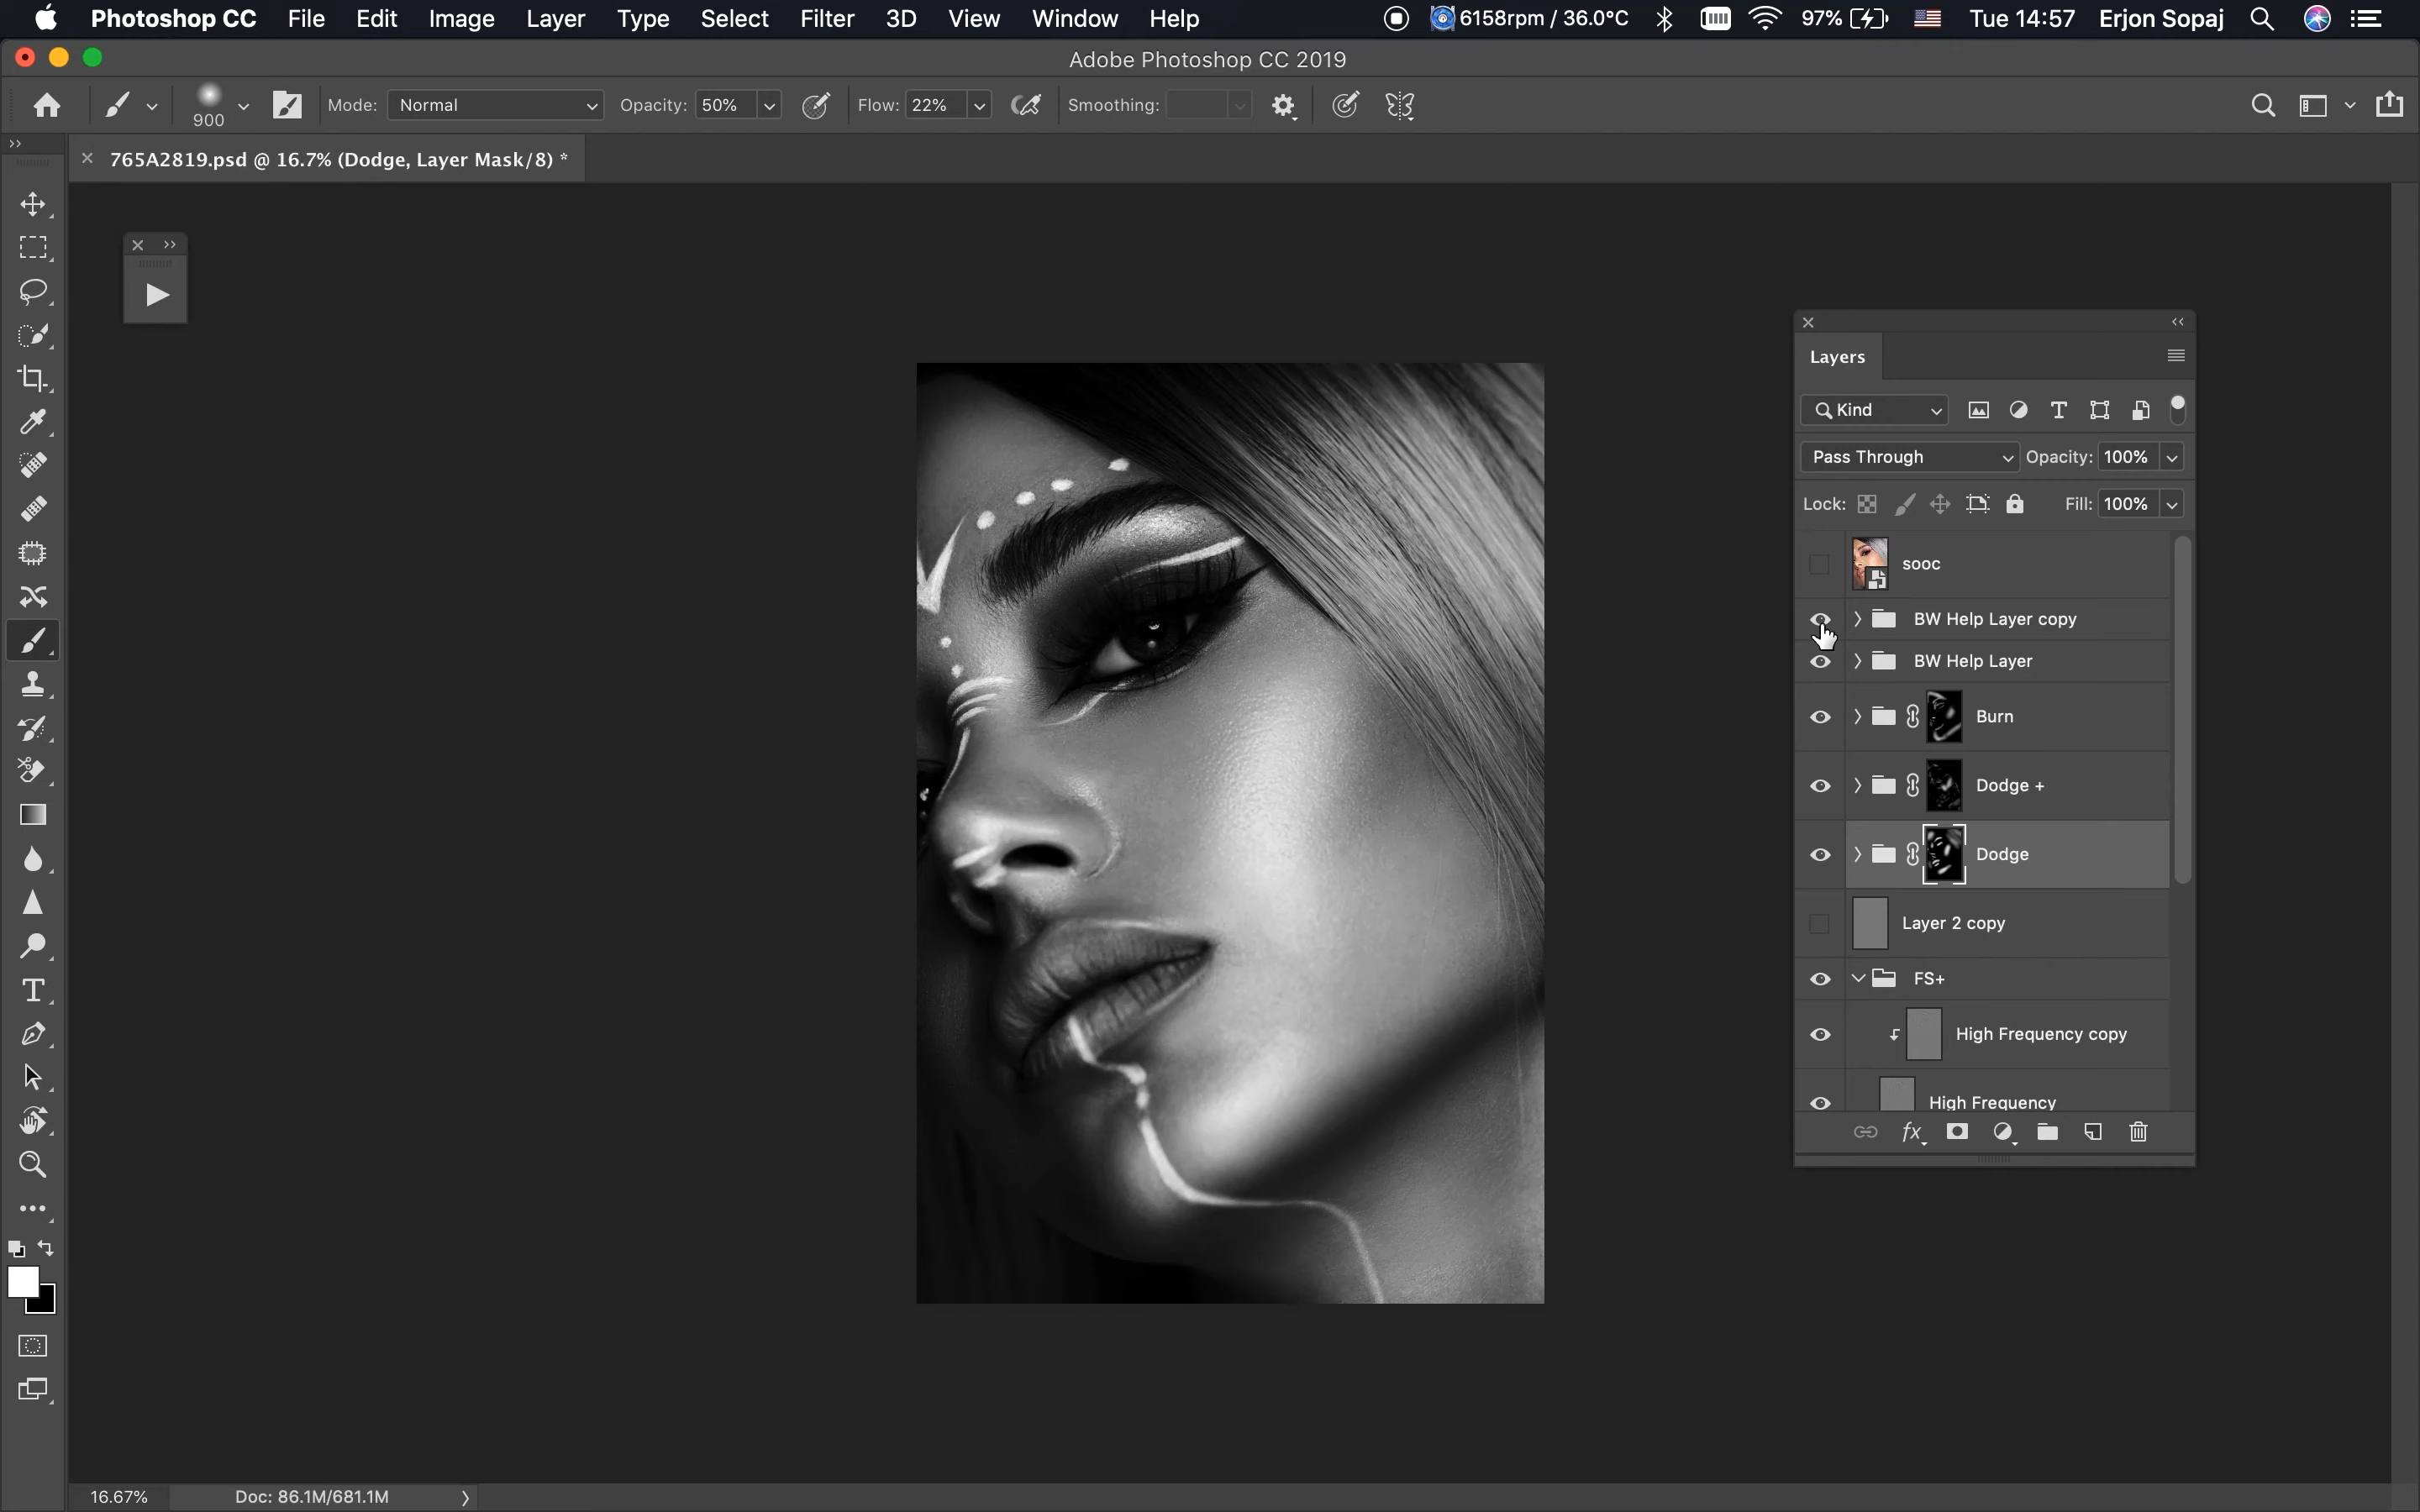 Photoshop CC File Edit Image Layer Type Select Filter 3D View Window Help 6158rpm / 36.0°C 97% Tue 14:57 Erjon Sopaj
Adobe Photoshop CC 2019
900 Mode: Normal Opacity: 50% Flow: 22% Smoothing:
765A2819.psd @ 16.7% (Dodge, Layer Mask/8) *
Layers
Kind
Pass Through Opacity: 100%
Lock: Fill: 100%
sooc
BW Help Layer copy
BW Help Layer
Burn
Dodge +
Dodge
Layer 2 copy
FS+
High Frequency copy
High Frequency
fx
16.67% Doc: 86.1M/681.1M